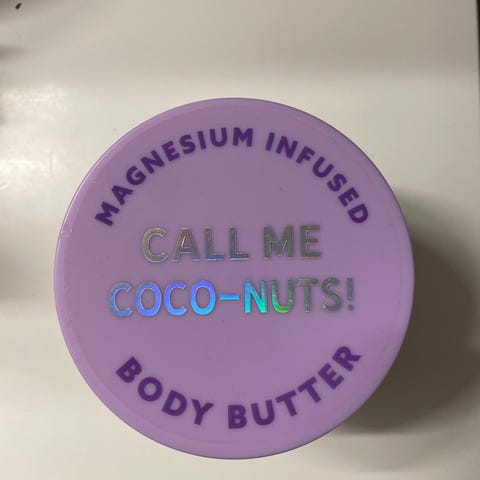 MAGNESIUM INFUSED
CALL ME
COCO-NUTS!
BODY BUTTER